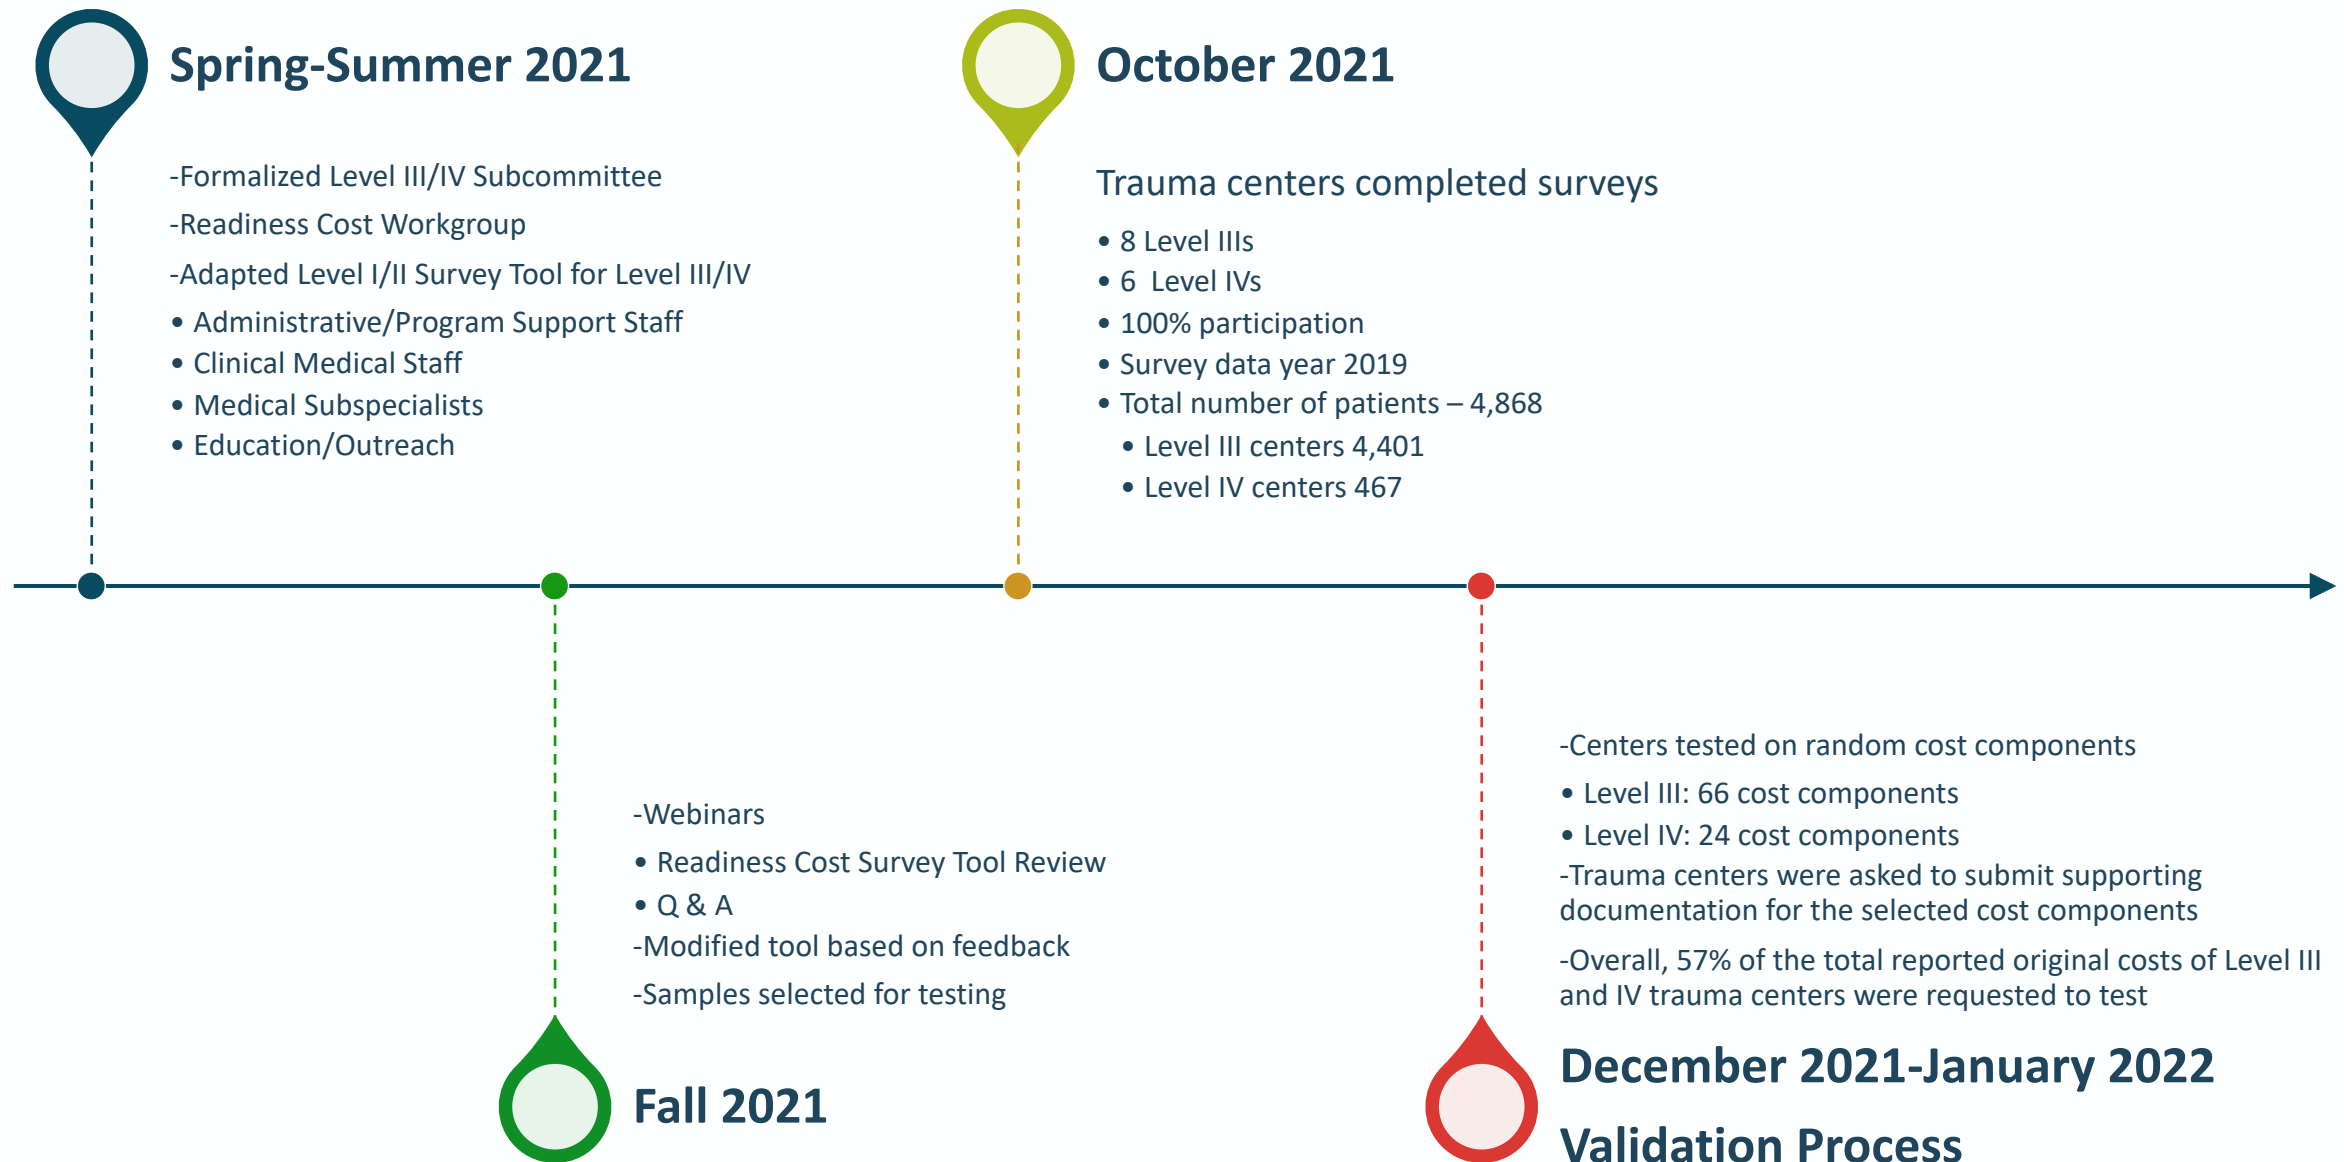 Spring-Summer 2021
-Formalized Level III/IV Subcommittee
-Readiness Cost Workgroup
-Adapted Level I/II Survey Tool for Level III/IV
• Administrative/Program Support Staff
• Clinical Medical Staff
• Medical Subspecialists
• Education/Outreach
-Webinars
• Readiness Cost Survey Tool Review
• Q & A
-Modified tool based on feedback
-Samples selected for testing
Fall 2021
October 2021
Trauma centers completed surveys
• 8 Level IIIs
• 6  Level IVs
• 100% participation
• Survey data year 2019
• Total number of patients – 4,868
• Level III centers 4,401
• Level IV centers 467
-Centers tested on random cost components
• Level III: 66 cost components
• Level IV: 24 cost components
-Trauma centers were asked to submit supporting
documentation for the selected cost components
-Overall, 57% of the total reported original costs of Level III
and IV trauma centers were requested to test
December 2021-January 2022
Validation Process